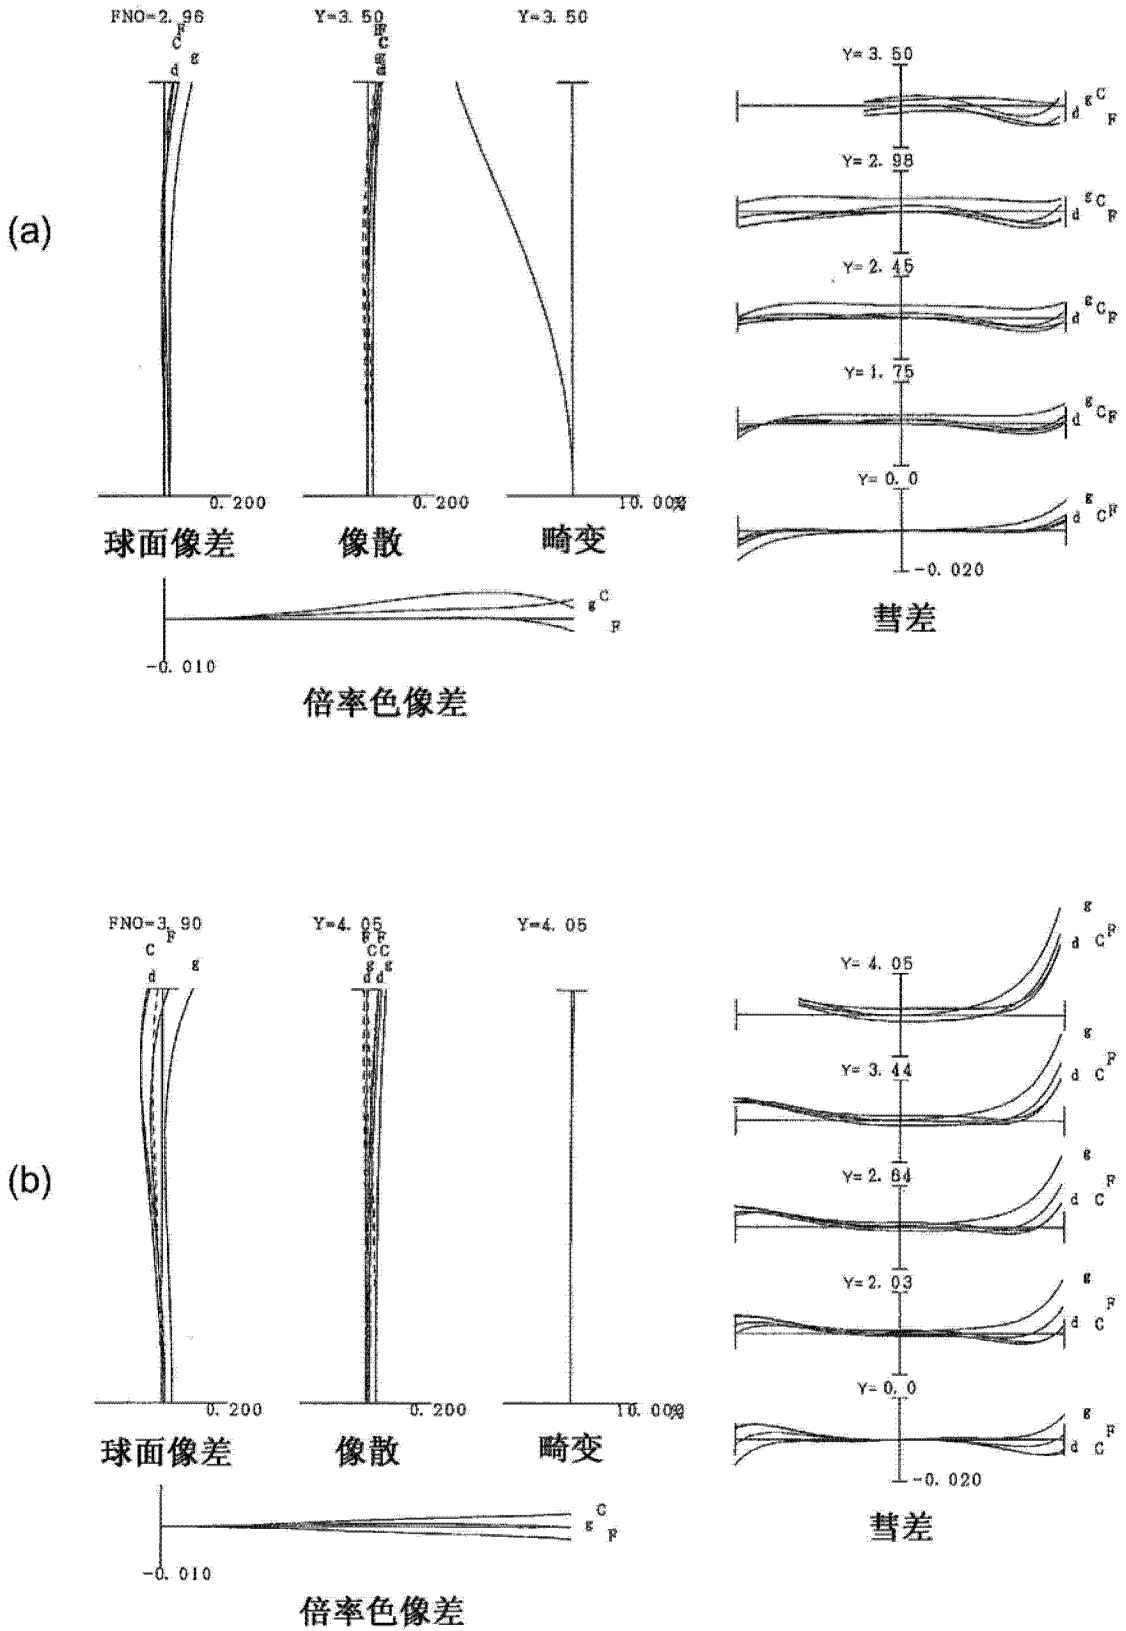 (a)
FNO=2.96
F
C
g
d
Y=3.50
F
F
C
g
g
d
Y=3.50
0.200
0.200
10.00%
球面像差
像散
畸变
-0.010
g
C
F
倍率色像差
Y=3.50
d
g
C
F
Y=2.98
d
g
C
F
Y=2.45
d
g
C
F
Y=1.75
d
g
C
F
Y=0.0
d
g
C
F
-0.020
彗差
(b)
FNO=3.90
F
C
g
d
Y=4.05
F F
C C
g g
d d
Y=4.05
0.200
0.200
10.00%
球面像差
像散
畸变
-0.010
g
C
F
倍率色像差
Y=4.05
g
d
C
F
Y=3.44
g
d
C
F
Y=2.84
g
d
C
F
Y=2.03
g
d
C
F
Y=0.0
g
d
C
F
-0.020
彗差